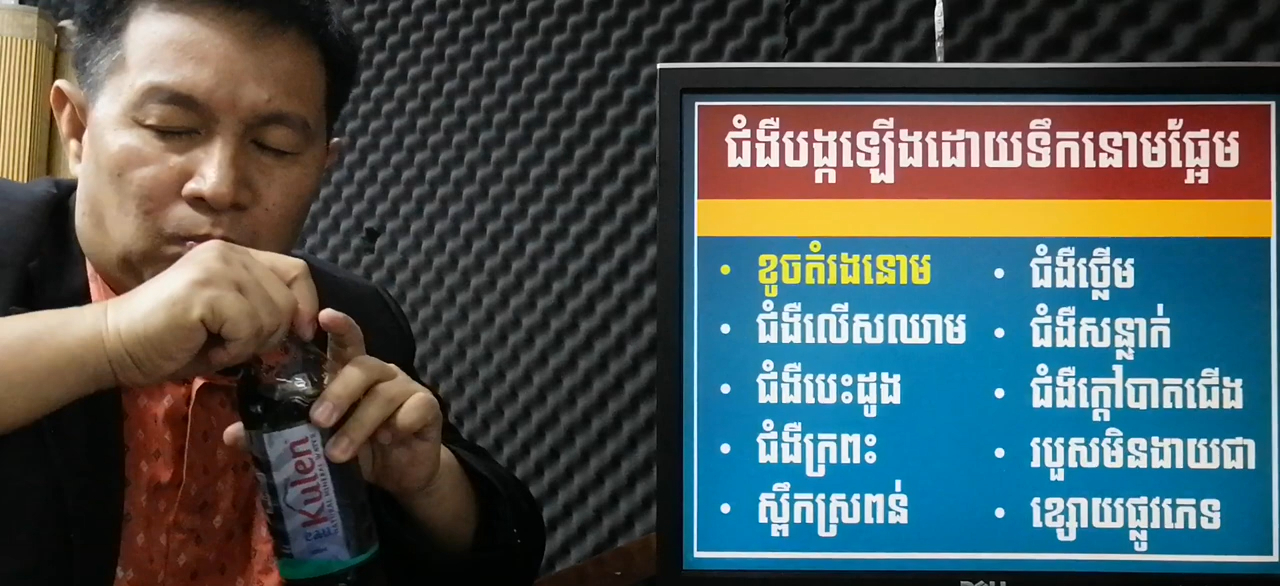 ជំងឺបង្កឡើងដោយទឹកនោមផ្អែម
ខូចតំរងនោម
ជំងឺលើសឈាម
ជំងឺបេះដូង
ជំងឺក្រពះ
ស្ពឹកស្រពន់
ជំងឺថ្លើម
ជំងឺសន្លាក់
ជំងឺក្តៅបាតជើង
របួសមិនងាយជា
ខ្សោយផ្លូវភេទ
Kulen
NATURAL MINERAL WATER